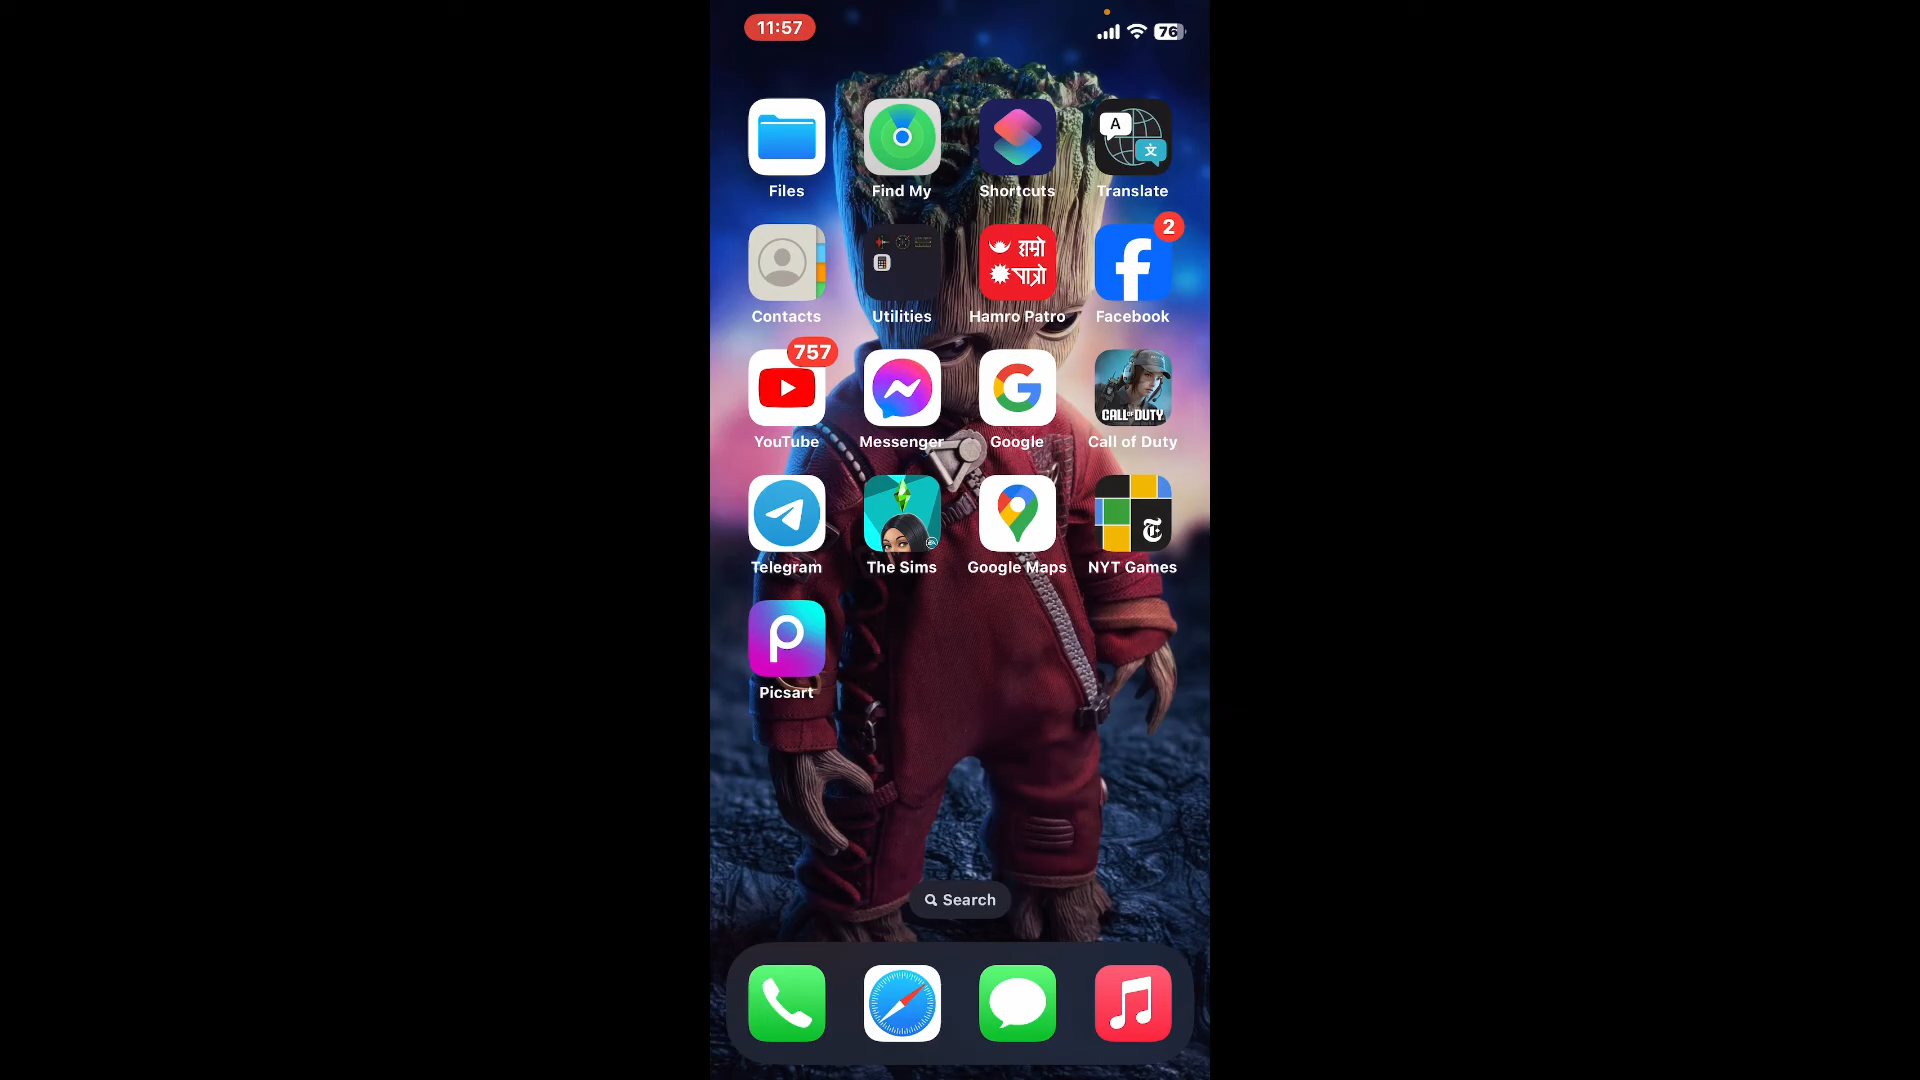 11:57
76
A
文
Files
Find My
Shortcuts
Translate
हाम्रो
पात्रो
2
Contacts
Utilities
Hamro Patro
Facebook
757
CALL OF DUTY
YouTube
Messenger
Google
Call of Duty
EA
Telegram
The Sims
Google Maps
NYT Games
Picsart
Search